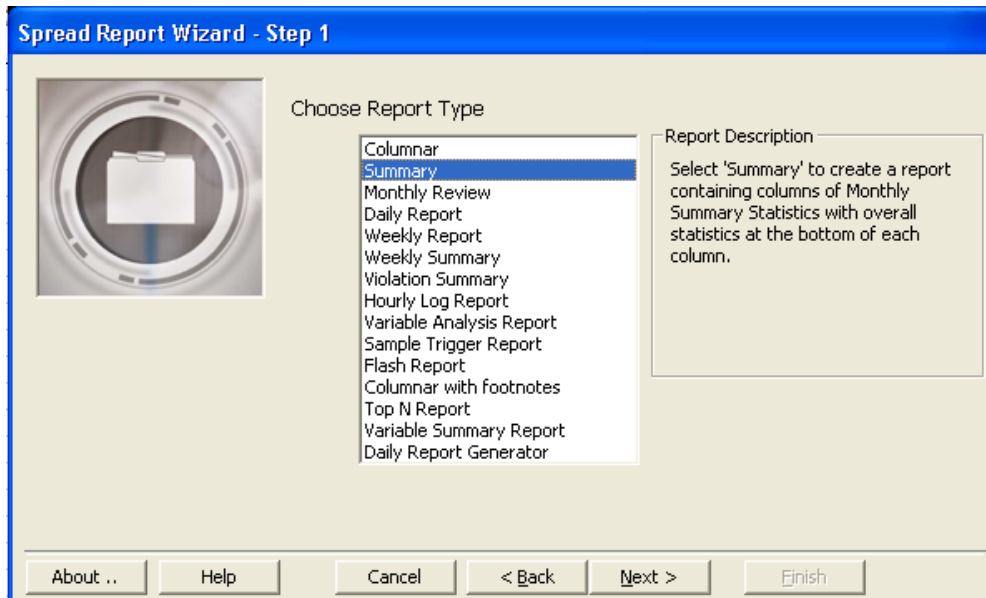 Spread Report Wizard - Step 1
Choose Report Type
Columnar
Summary
Monthly Review
Daily Report
Weekly Report
Weekly Summary
Violation Summary
Hourly Log Report
Variable Analysis Report
Sample Trigger Report
Flash Report
Columnar with footnotes
Top N Report
Variable Summary Report
Daily Report Generator
Report Description
Select 'Summary' to create a report
containing columns of Monthly
Summary Statistics with overall
statistics at the bottom of each
column.
About .. Help Cancel < Back Next > Finish